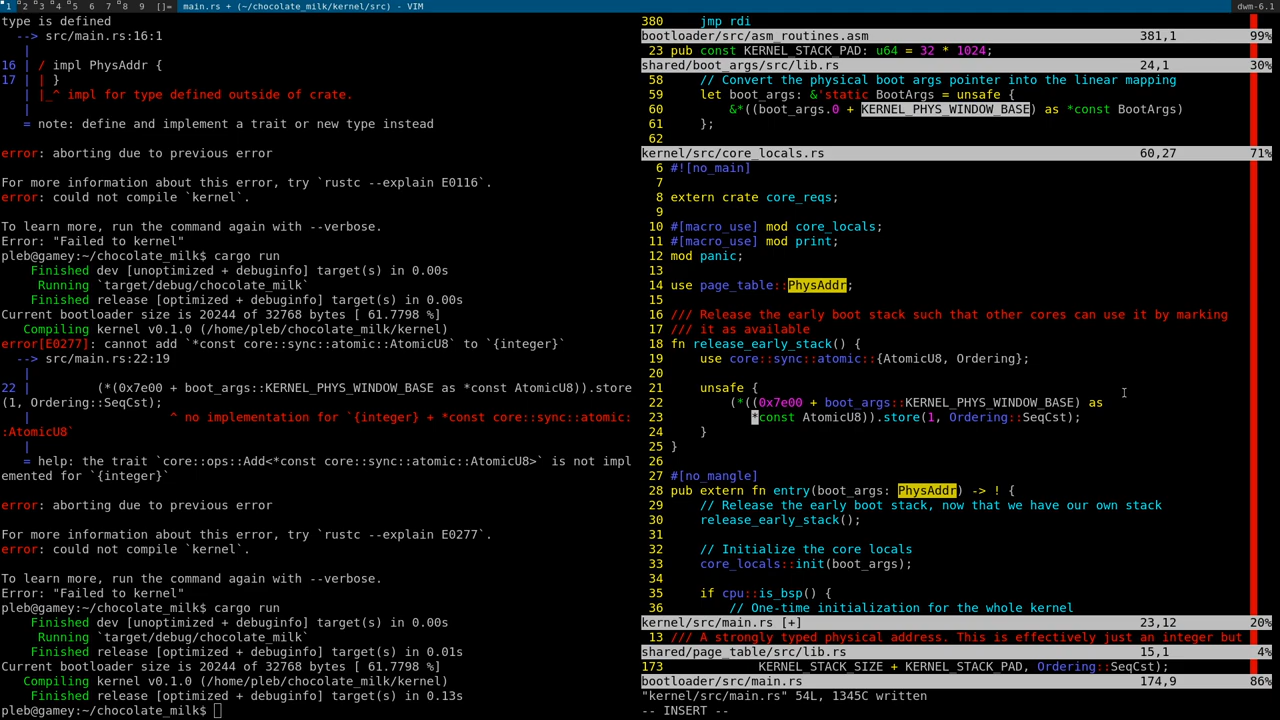 1 2 3 4 5 6 7 8 9 []= main.rs + (~/chocolate_milk/kernel/src) - VIM dwm-6.1
type is defined
  --> src/main.rs:16:1
   |
16 | / impl PhysAddr {
17 | | }
   | |_^ impl for type defined outside of crate.
   |
   = note: define and implement a trait or new type instead
error: aborting due to previous error
For more information about this error, try `rustc --explain E0116`.
error: could not compile `kernel`.
To learn more, run the command again with --verbose.
Error: "Failed to kernel"
pleb@gamey:~/chocolate_milk$ cargo run
    Finished dev [unoptimized + debuginfo] target(s) in 0.00s
     Running `target/debug/chocolate_milk`
    Finished release [optimized + debuginfo] target(s) in 0.00s
Current bootloader size is 20244 of 32768 bytes [ 61.7798 %]
   Compiling kernel v0.1.0 (/home/pleb/chocolate_milk/kernel)
error[E0277]: cannot add `*const core::sync::atomic::AtomicU8` to `{integer}`
  --> src/main.rs:22:19
   |
22 |         (*(0x7e00 + boot_args::KERNEL_PHYS_WINDOW_BASE as *const AtomicU8)).store
(1, Ordering::SeqCst);
   |                   ^ no implementation for `{integer} + *const core::sync::atomic:
:AtomicU8`
   |
   = help: the trait `core::ops::Add<*const core::sync::atomic::AtomicU8>` is not impl
emented for `{integer}`
error: aborting due to previous error
For more information about this error, try `rustc --explain E0277`.
error: could not compile `kernel`.
To learn more, run the command again with --verbose.
Error: "Failed to kernel"
pleb@gamey:~/chocolate_milk$ cargo run
    Finished dev [unoptimized + debuginfo] target(s) in 0.00s
     Running `target/debug/chocolate_milk`
    Finished release [optimized + debuginfo] target(s) in 0.01s
Current bootloader size is 20244 of 32768 bytes [ 61.7798 %]
   Compiling kernel v0.1.0 (/home/pleb/chocolate_milk/kernel)
    Finished release [optimized + debuginfo] target(s) in 0.13s
pleb@gamey:~/chocolate_milk$
380     jmp rdi
bootloader/src/asm_routines.asm 381,1 99%
 23 pub const KERNEL_STACK_PAD: u64 = 32 * 1024;
shared/boot_args/src/lib.rs 24,1 30%
 58     // Convert the physical boot args pointer into the linear mapping
 59     let boot_args: &'static BootArgs = unsafe {
 60         &*((boot_args.0 + KERNEL_PHYS_WINDOW_BASE) as *const BootArgs)
 61     };
 62
kernel/src/core_locals.rs 60,27 71%
  6 #![no_main]
  7
  8 extern crate core_reqs;
  9
 10 #[macro_use] mod core_locals;
 11 #[macro_use] mod print;
 12 mod panic;
 13
 14 use page_table::PhysAddr;
 15
 16 /// Release the early boot stack such that other cores can use it by marking
 17 /// it as available
 18 fn release_early_stack() {
 19     use core::sync::atomic::{AtomicU8, Ordering};
 20
 21     unsafe {
 22         (*((0x7e00 + boot_args::KERNEL_PHYS_WINDOW_BASE) as
 23            *const AtomicU8)).store(1, Ordering::SeqCst);
 24     }
 25 }
 26
 27 #[no_mangle]
 28 pub extern fn entry(boot_args: PhysAddr) -> ! {
 29     // Release the early boot stack, now that we have our own stack
 30     release_early_stack();
 31
 32     // Initialize the core locals
 33     core_locals::init(boot_args);
 34
 35     if cpu::is_bsp() {
 36         // One-time initialization for the whole kernel
kernel/src/main.rs [+] 23,12 20%
 13 /// A strongly typed physical address. This is effectively just an integer but
shared/page_table/src/lib.rs 15,1 4%
173             KERNEL_STACK_SIZE + KERNEL_STACK_PAD, Ordering::SeqCst);
bootloader/src/main.rs 174,9 86%
"kernel/src/main.rs" 54L, 1345C written
-- INSERT --